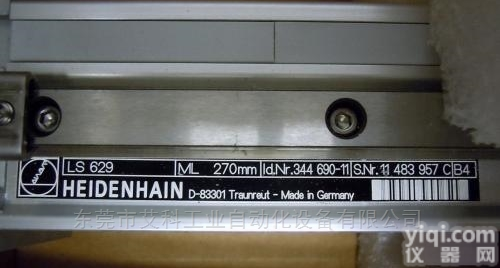 LS 629 ML 270mm Id.Nr. 344 690-11 S.Nr. 11 483 957 C B4
HEIDENHAIN D-83301 Traunreut - Made in Germany
东莞市艾科工业自动化设备有限公司
yiqi.com
仪器网